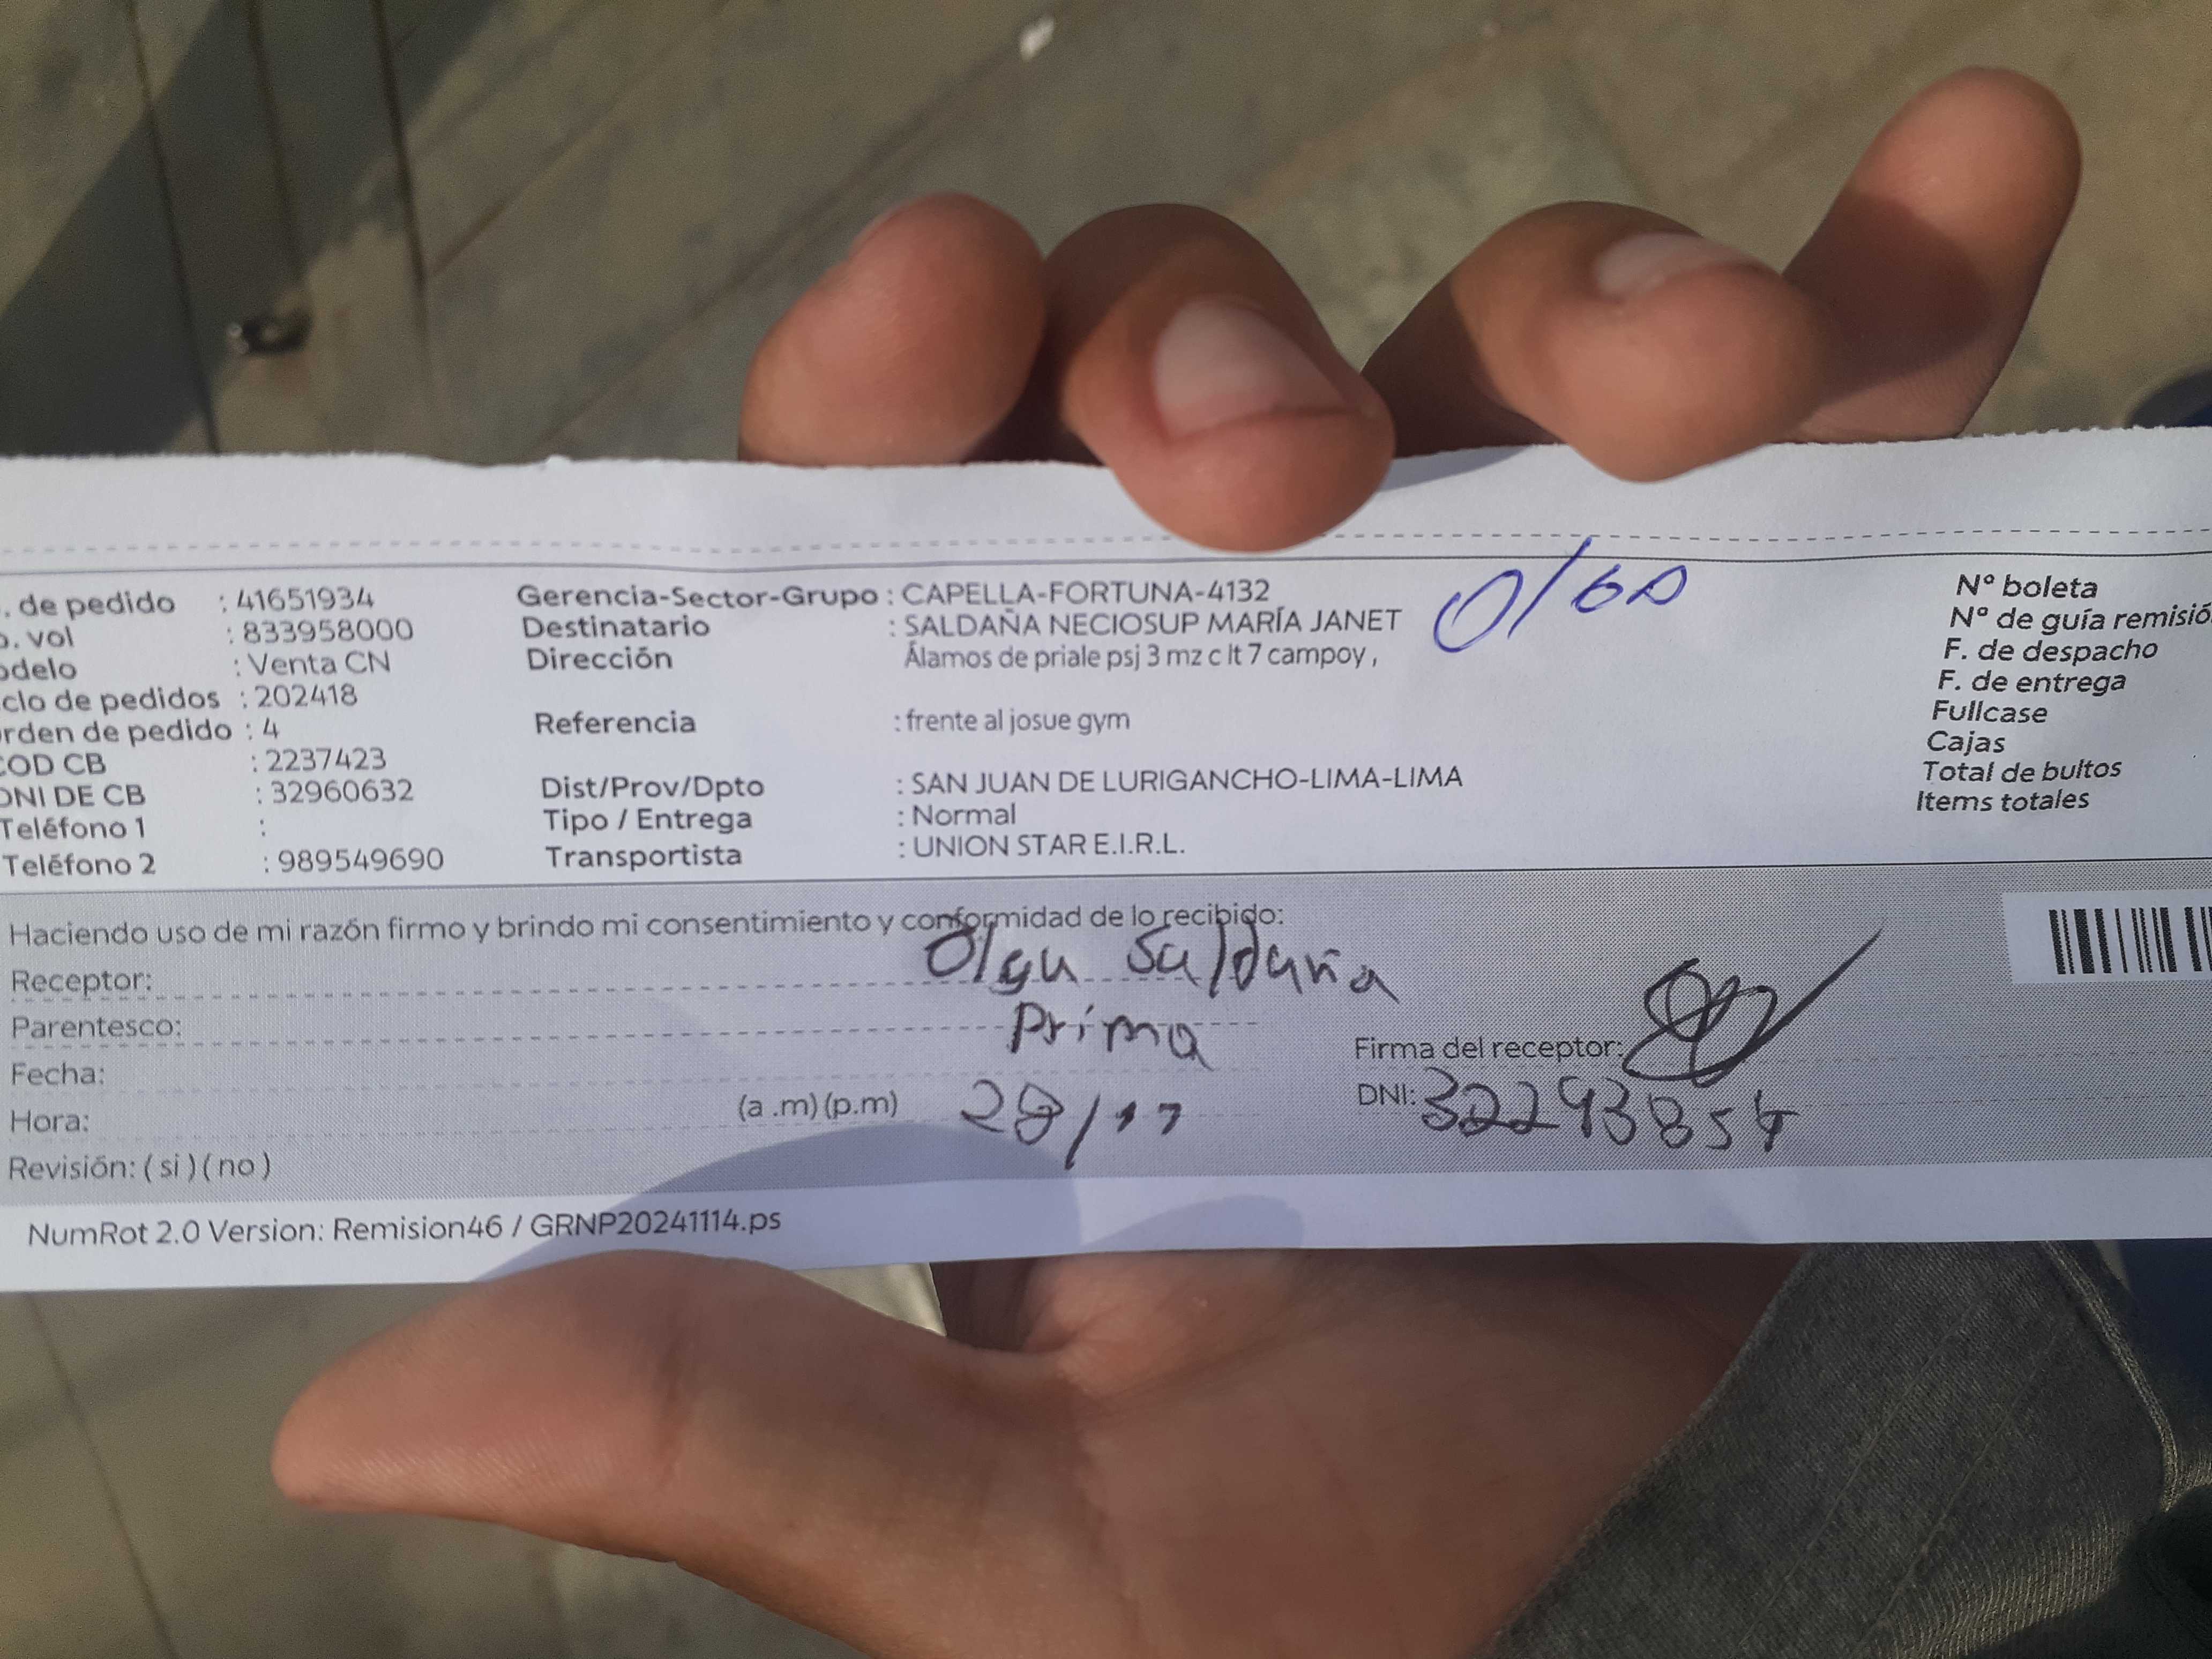 . de pedido : 41651934 Gerencia-Sector-Grupo : CAPELLA-FORTUNA-4132 Nº boleta
o. vol : 833958000 Destinatario : SALDAÑA NECIOSUP MARÍA JANET Olga Nº de guía remisió
odelo : Venta CN Dirección Álamos de priale psj 3 mz c lt 7 campoy , F. de despacho
clo de pedidos : 202418 F. de entrega
rden de pedido : 4 Referencia : frente al josue gym Fullcase
COD CB : 2237423 Cajas
DNI DE CB : 32960632 Dist/Prov/Dpto : SAN JUAN DE LURIGANCHO-LIMA-LIMA Total de bultos
Teléfono 1 : Tipo / Entrega : Normal Items totales
Teléfono 2 : 989549690 Transportista : UNION STAR E.I.R.L.
Haciendo uso de mi razón firmo y brindo mi consentimiento y conformidad de lo recibido:
Receptor: Olga Saldaña
Parentesco: Prima
Fecha: Firma del receptor:
Hora: (a .m) (p.m) 28/11 DNI: 32293854
Revisión: ( si ) ( no )
NumRot 2.0 Version: Remision46 / GRNP20241114.ps